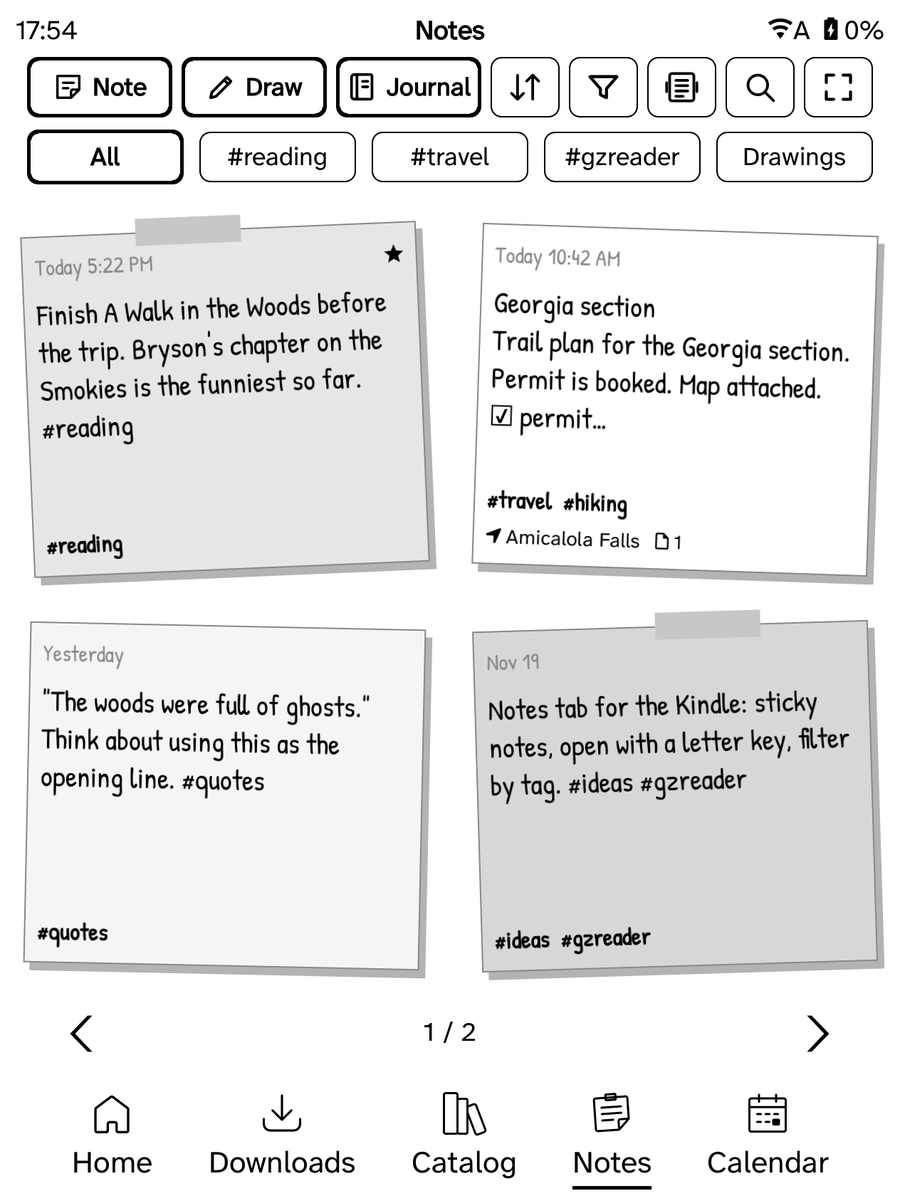 17:54 Notes A 0%
Note Draw Journal
All #reading #travel #gzreader Drawings
Today 5:22 PM
Finish A Walk in the Woods before
the trip. Bryson's chapter on the
Smokies is the funniest so far.
#reading
#reading
Today 10:42 AM
Georgia section
Trail plan for the Georgia section.
Permit is booked. Map attached.
☑ permit...
#travel #hiking
Amicalola Falls 1
Yesterday
"The woods were full of ghosts."
Think about using this as the
opening line. #quotes
#quotes
Nov 19
Notes tab for the Kindle: sticky
notes, open with a letter key, filter
by tag. #ideas #gzreader
#ideas #gzreader
1 / 2
Home Downloads Catalog Notes Calendar